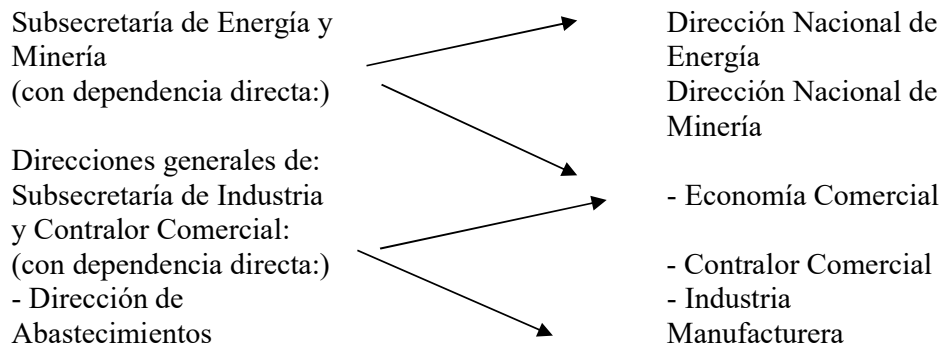 Subsecretaría de Energía y
Minería
(con dependencia directa:)
Direcciones generales de:
Subsecretaría de Industria
y Contralor Comercial:
(con dependencia directa:)
- Dirección de
Abastecimientos
Dirección Nacional de
Energía
Dirección Nacional de
Minería
- Economía Comercial
- Contralor Comercial
- Industria
Manufacturera